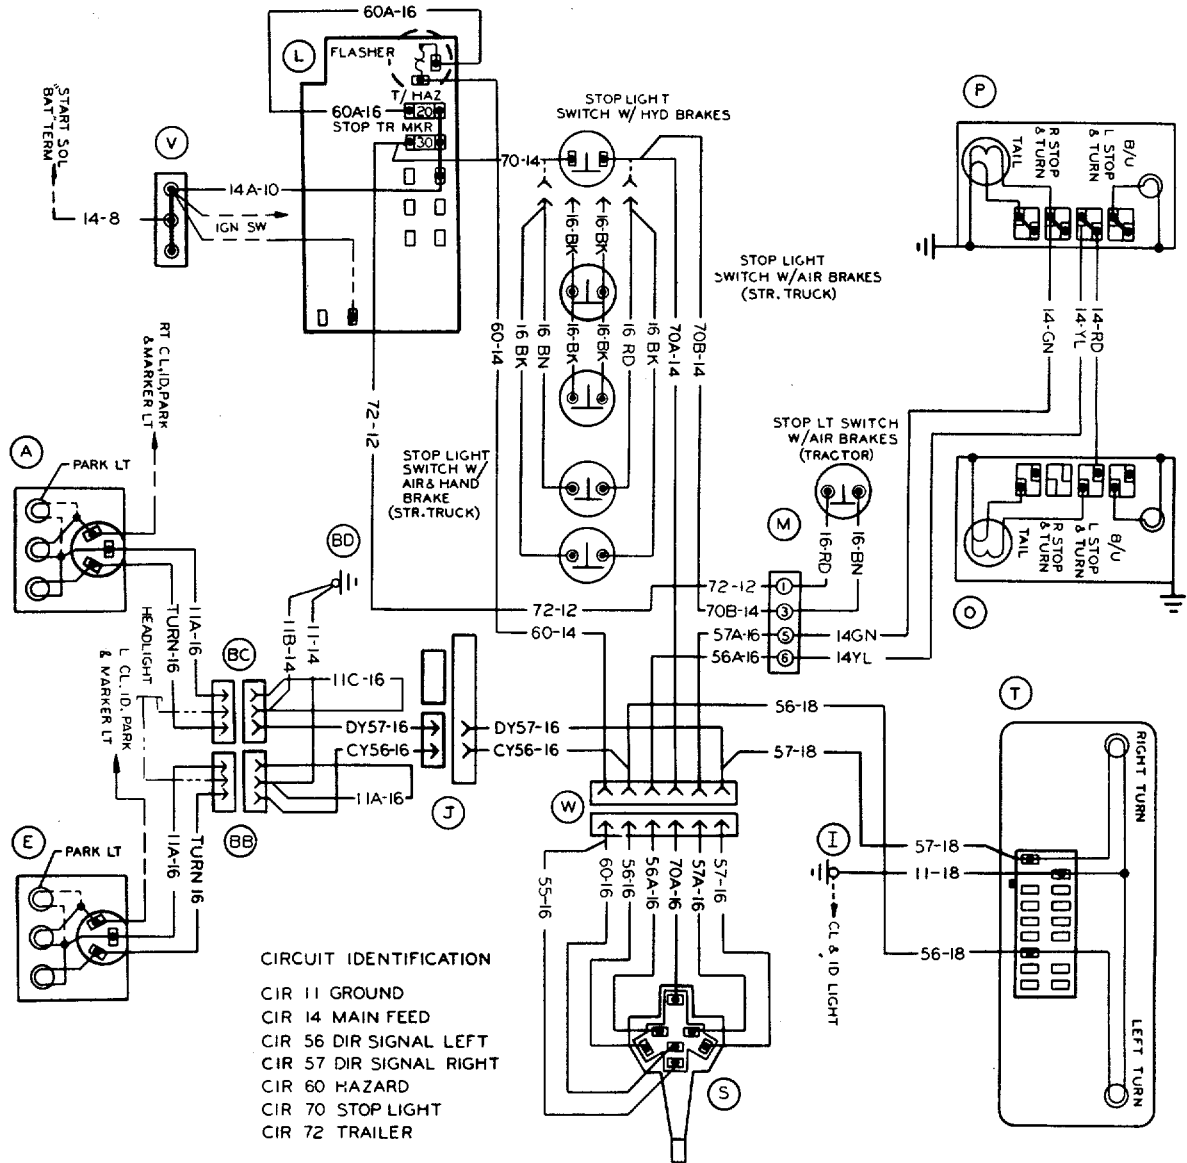 60A-16
L
FLASHER
T/HAZ
60A-16
20
STOP TR MKR
30
"START SOL
BAT" TERM
V
14A-10
14-8
IGN SW
STOP LIGHT
SWITCH W/ HYD BRAKES
70-14
16-BK
16-BK
STOP LIGHT
SWITCH W/AIR BRAKES
(STR. TRUCK)
60-14
16 BK
16 BN
16-BK
16-BK
16 RD
16 BK
70A-14
70B-14
P
TAIL
R STOP
& TURN
L STOP
& TURN
B/U
14-GN
14-YL
14-RD
RT CL, ID, PARK
& MARKER LT
A
PARK LT
72-12
STOP LIGHT
SWITCH W/
AIR & HAND
BRAKE
(STR. TRUCK)
STOP LT SWITCH
W/AIR BRAKES
(TRACTOR)
M
16-RD
16-BN
TAIL
R STOP
& TURN
L STOP
& TURN
B/U
O
BD
72-12
72-12
1
70B-14
3
60-14
57A-16
5
14GN
56A-16
6
14YL
HEADLIGHT
L CL, ID, PARK
& MARKER LT
TURN-16
11A-16
BC
11B-14
11-14
11C-16
DY57-16
CY56-16
DY57-16
CY56-16
56-18
57-18
11A-16
J
W
T
RIGHT TURN
E
PARK LT
11A-16
TURN 16
BB
55-16
60-16
56-16
56A-16
70A-16
57A-16
57-16
I
57-18
11-18
56-18
CL & ID LIGHT
LEFT TURN
S
CIRCUIT IDENTIFICATION
CIR 11 GROUND
CIR 14 MAIN FEED
CIR 56 DIR SIGNAL LEFT
CIR 57 DIR SIGNAL RIGHT
CIR 60 HAZARD
CIR 70 STOP LIGHT
CIR 72 TRAILER